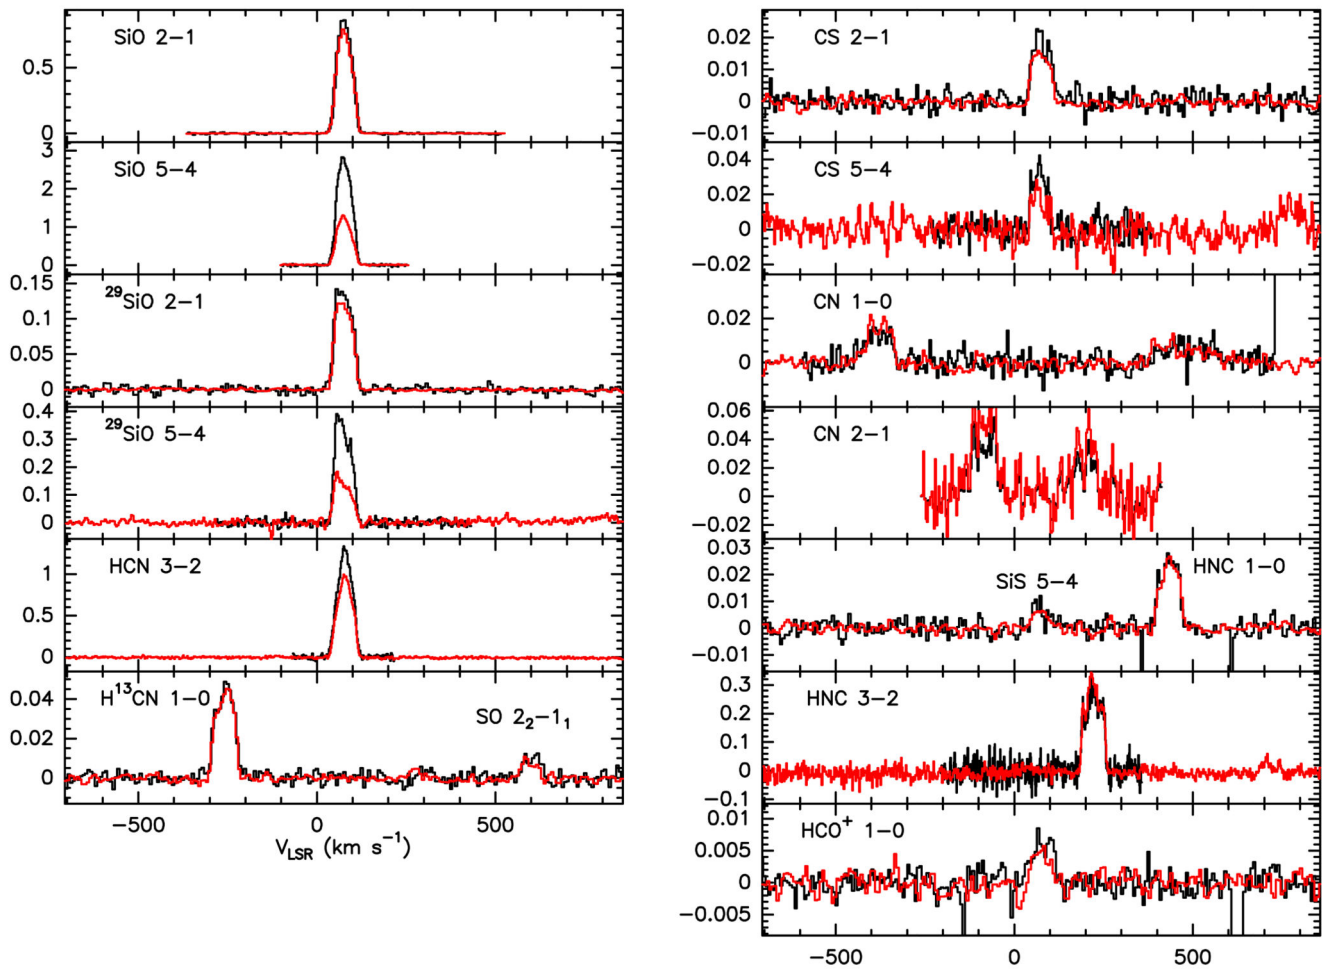 SiO 2−1
0.5
0
SiO 5−4
3
2
1
0
²⁹SiO 2−1
0.15
0.1
0.05
0
²⁹SiO 5−4
0.4
0.3
0.2
0.1
0
HCN 3−2
1
0.5
0
H¹³CN 1−0
SO 2₂−1₁
0.04
0.02
0
−500 0 500
V_LSR (km s⁻¹)
CS 2−1
0.02
0.01
0
−0.01
CS 5−4
0.04
0.02
0
−0.02
CN 1−0
0.02
0
CN 2−1
0.06
0.04
0.02
0
−0.02
SiS 5−4
HNC 1−0
0.03
0.02
0.01
0
−0.01
HNC 3−2
0.3
0.2
0.1
0
−0.1
HCO⁺ 1−0
0.01
0.005
0
−0.005
−500 0 500